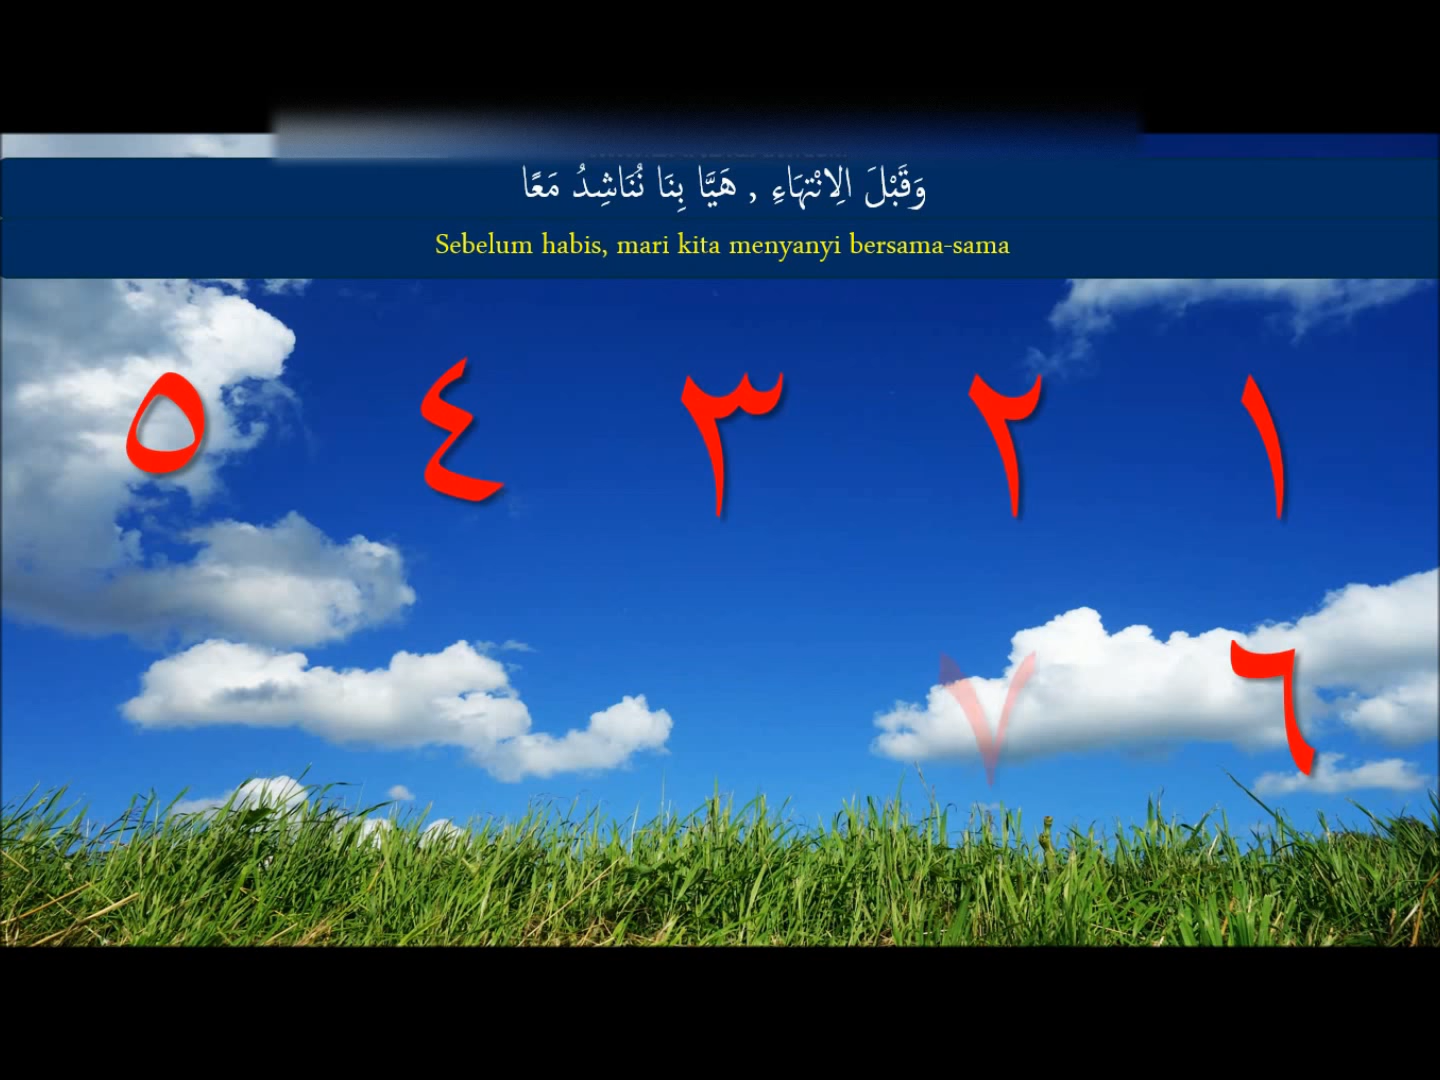 وَقَبْلَ الِانْتِهَاءِ , هَيَّا بِنَا نُنَاشِدُ مَعًا
Sebelum habis, mari kita menyanyi bersama-sama
١ ٢ ٣ ٤ ٥
٦ ٧